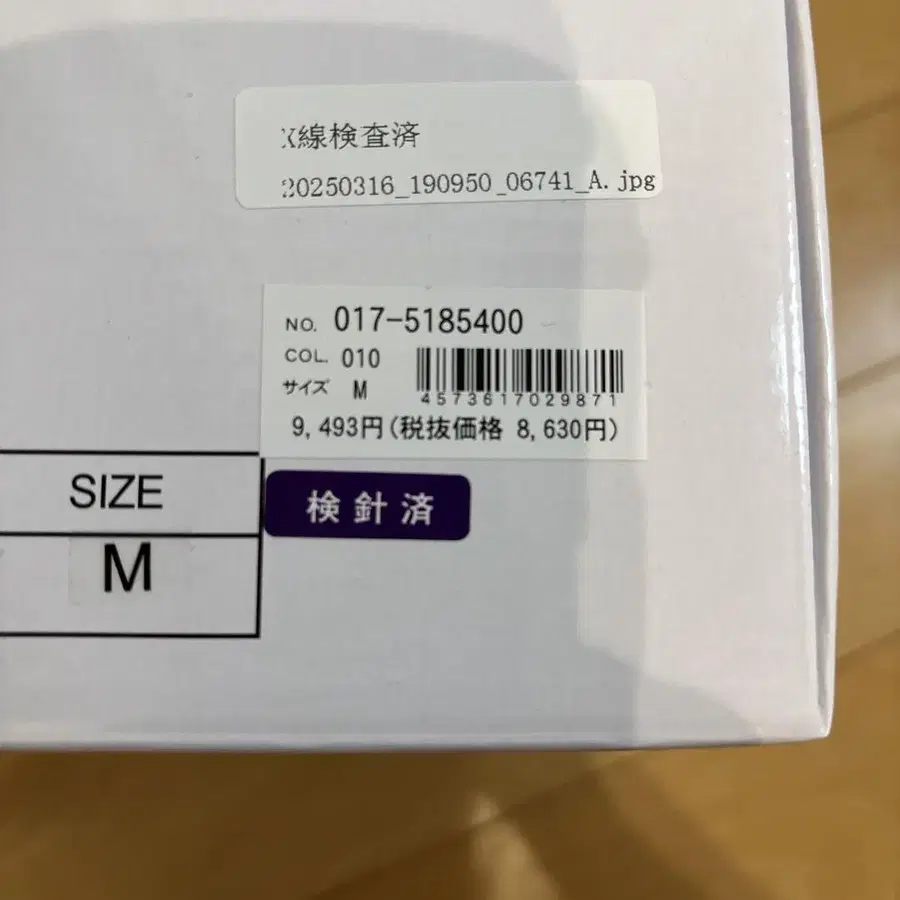 X線検査済
20250316_190950_06741_A.jpg
NO. 017-5185400
COL. 010
サイズ M
4573617029871
9,493円(税抜価格 8,630円)
SIZE
検針済
M